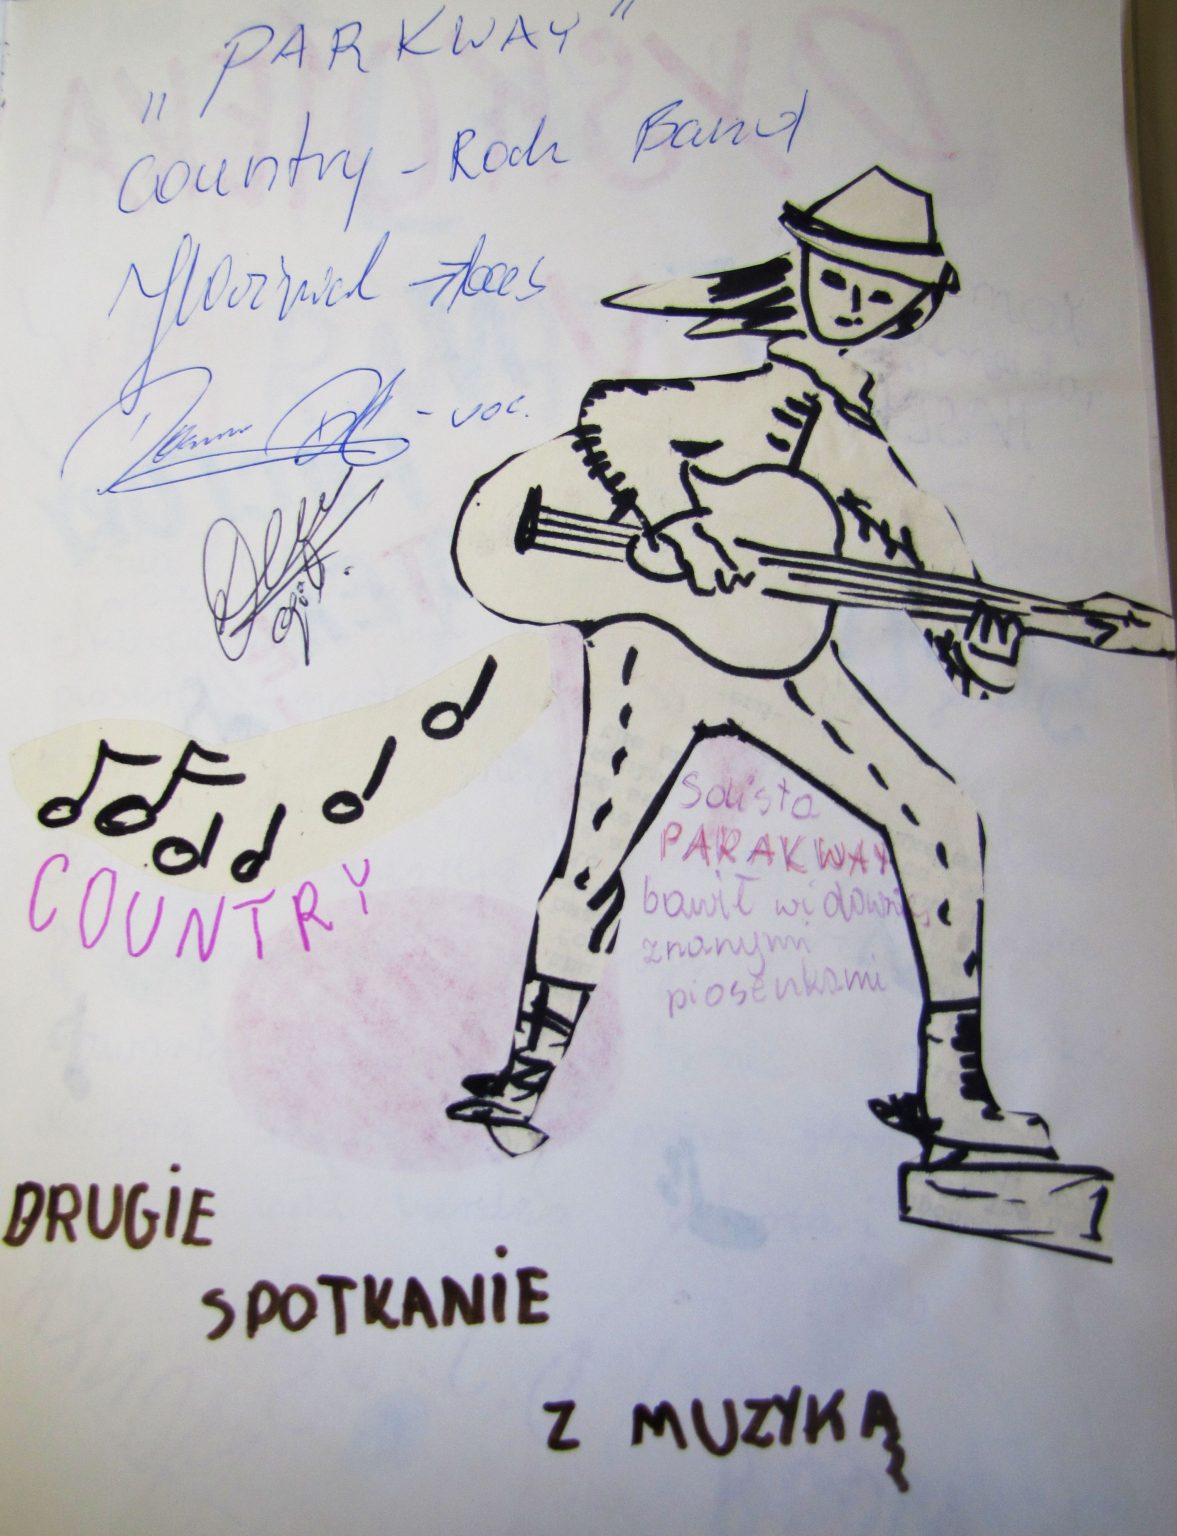 „PARKWAY"
Country - Rock Band
- voc.
COUNTRY
Solista
PARAKWAY
bawił widownię
znanymi
piosenkami
1
DRUGIE
SPOTKANIE
Z MUZYKĄ